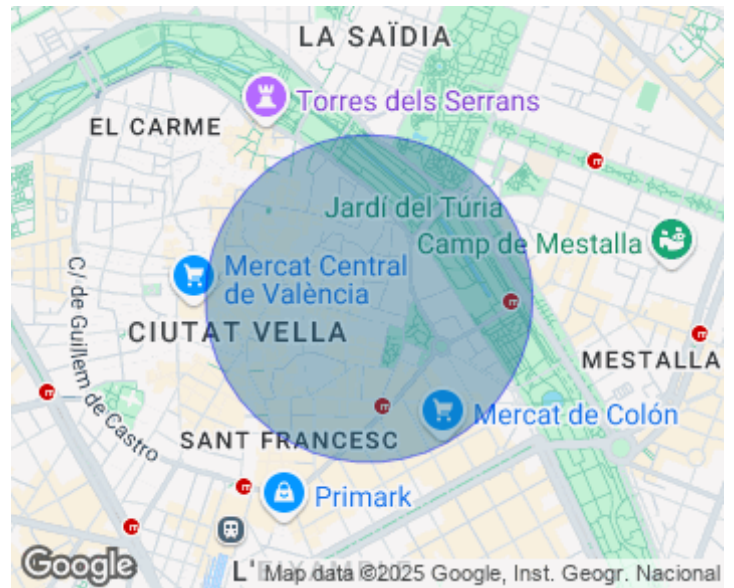 LA SAÏDIA
Torres dels Serrans
EL CARME
Jardí del Túria
Camp de Mestalla
Mercat Central
de València
C/ de Guillem de Castro
CIUTAT VELLA
MESTALLA
Mercat de Colón
SANT FRANCESC
Primark
Google
L'EIXAMPLE
Map data ©2025 Google, Inst. Geogr. Nacional